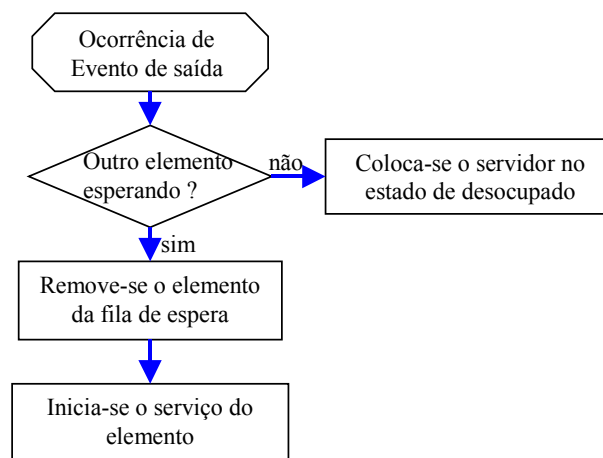 Ocorrência de
Evento de saída
Outro elemento
esperando ?
não
Coloca-se o servidor no
estado de desocupado
sim
Remove-se o elemento
da fila de espera
Inicia-se o serviço do
elemento